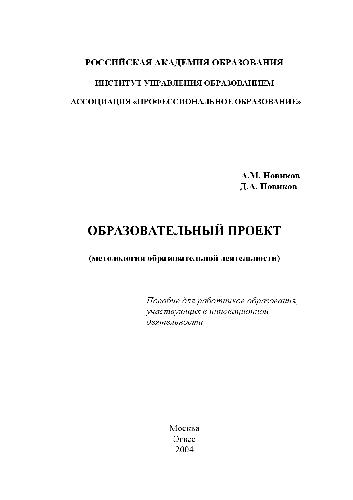 РОССИЙСКАЯ АКАДЕМИЯ ОБРАЗОВАНИЯ
ИНСТИТУТ УПРАВЛЕНИЯ ОБРАЗОВАНИЕМ
АССОЦИАЦИЯ «ПРОФЕССИОНАЛЬНОЕ ОБРАЗОВАНИЕ»
А.М. Новиков
Д.А. Новиков
ОБРАЗОВАТЕЛЬНЫЙ ПРОЕКТ
(методология образовательной деятельности)
Пособие для работников образования,
участвующих в инновационной
деятельности
Москва
Эгвес
2004